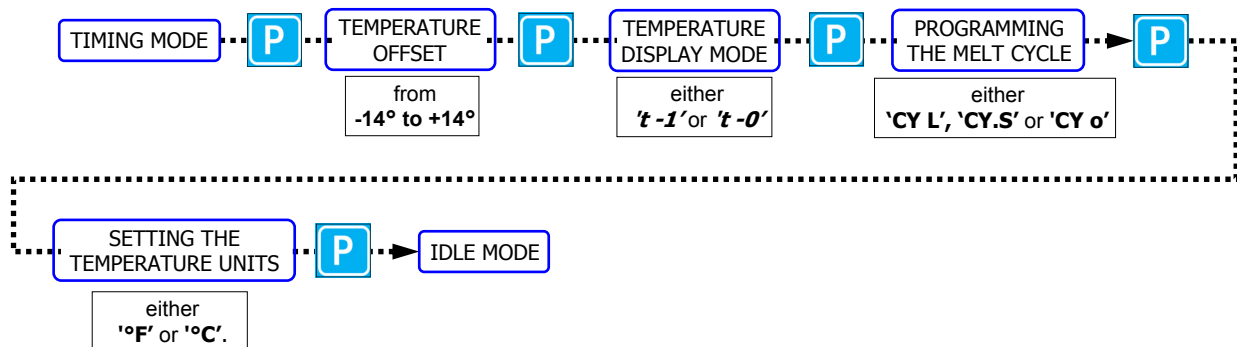 TIMING MODE
P
TEMPERATURE
OFFSET
P
TEMPERATURE
DISPLAY MODE
P
PROGRAMMING
THE MELT CYCLE
P
from
-14° to +14°
either
't -1' or 't -0'
either
‘CY L’, ‘CY.S’ or 'CY o’
SETTING THE
TEMPERATURE UNITS
P
IDLE MODE
either
'°F’ or '°C’.